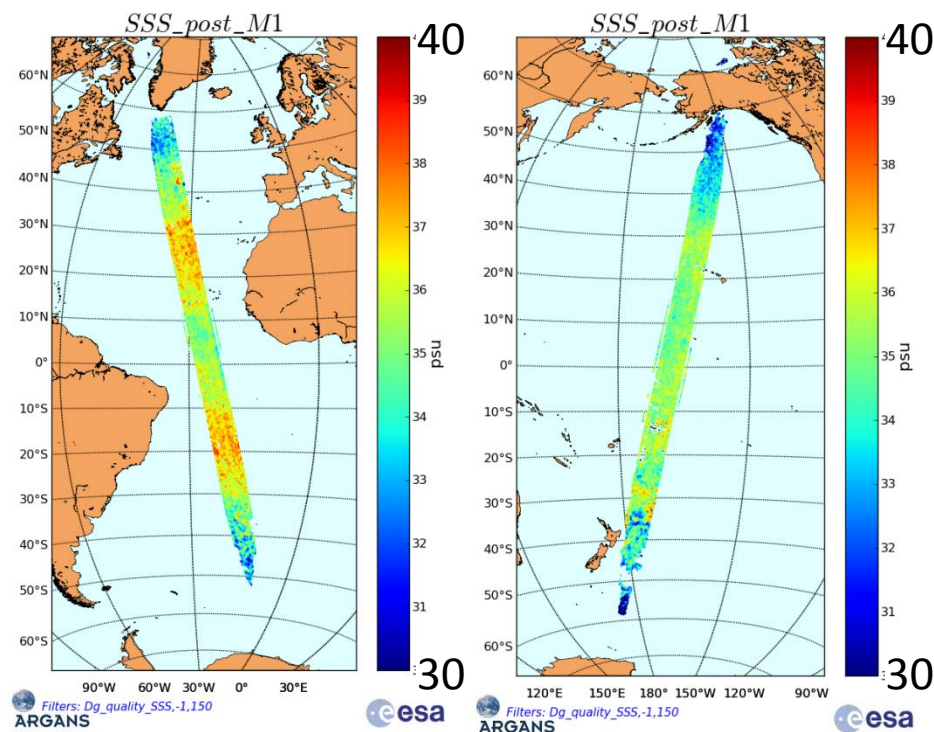 SSS_post_M1
60°N
50°N
40°N
30°N
20°N
10°N
0°
10°S
20°S
30°S
40°S
50°S
60°S
90°W 60°W 30°W 0° 30°E
40
39
38
37
36
35
34
33
32
31
30
psu
Filters: Dg_quality_SSS,-1,150
ARGANS
esa
SSS_post_M1
60°N
50°N
40°N
30°N
20°N
10°N
0°
10°S
20°S
30°S
40°S
50°S
60°S
120°E 150°E 180° 150°W 120°W 90°W
40
39
38
37
36
35
34
33
32
31
30
psu
Filters: Dg_quality_SSS,-1,150
ARGANS
esa